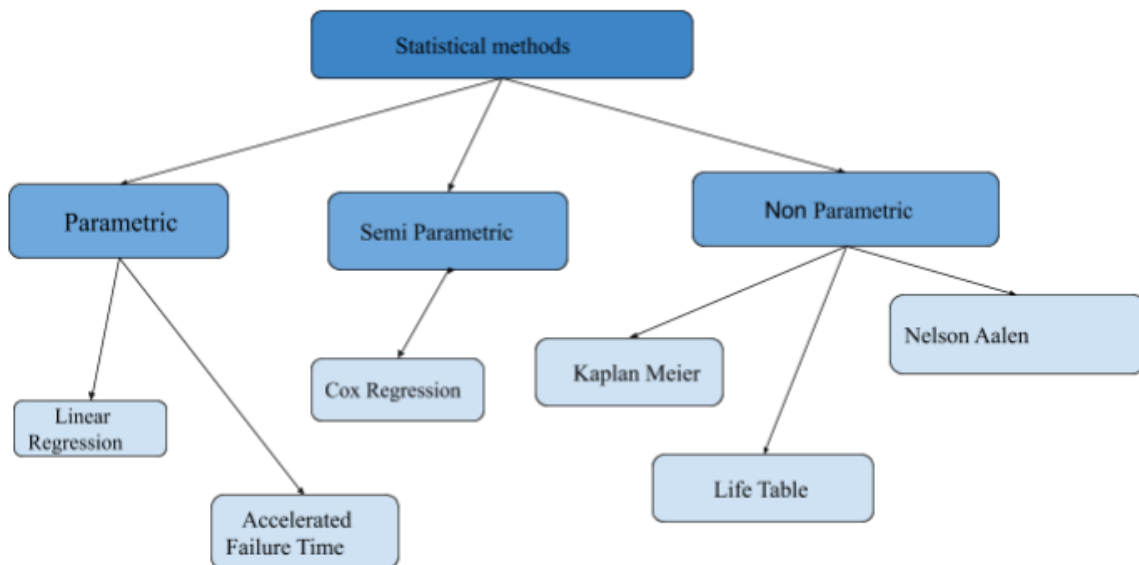 Statistical methods
Parametric
Semi Parametric
Non Parametric
Linear
Regression
Accelerated
Failure Time
Cox Regression
Kaplan Meier
Life Table
Nelson Aalen